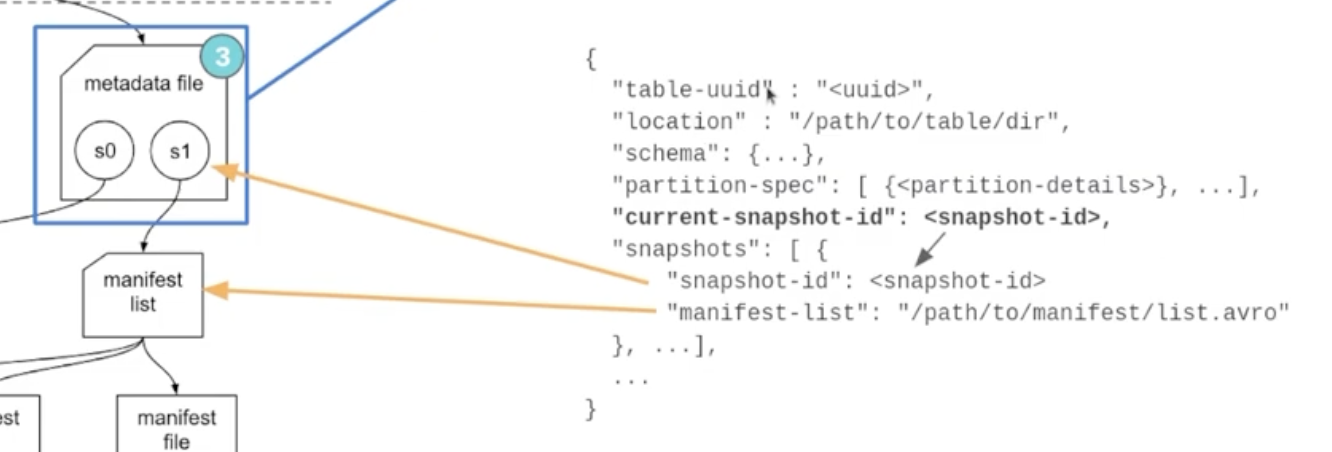 3
metadata file
s0
s1
manifest
list
est
manifest
file
{
"table-uuid" : "<uuid>",
"location" : "/path/to/table/dir",
"schema": {...},
"partition-spec": [ {<partition-details>}, ...],
"current-snapshot-id": <snapshot-id>,
"snapshots": [ {
"snapshot-id": <snapshot-id>
"manifest-list": "/path/to/manifest/list.avro"
}, ...],
...
}